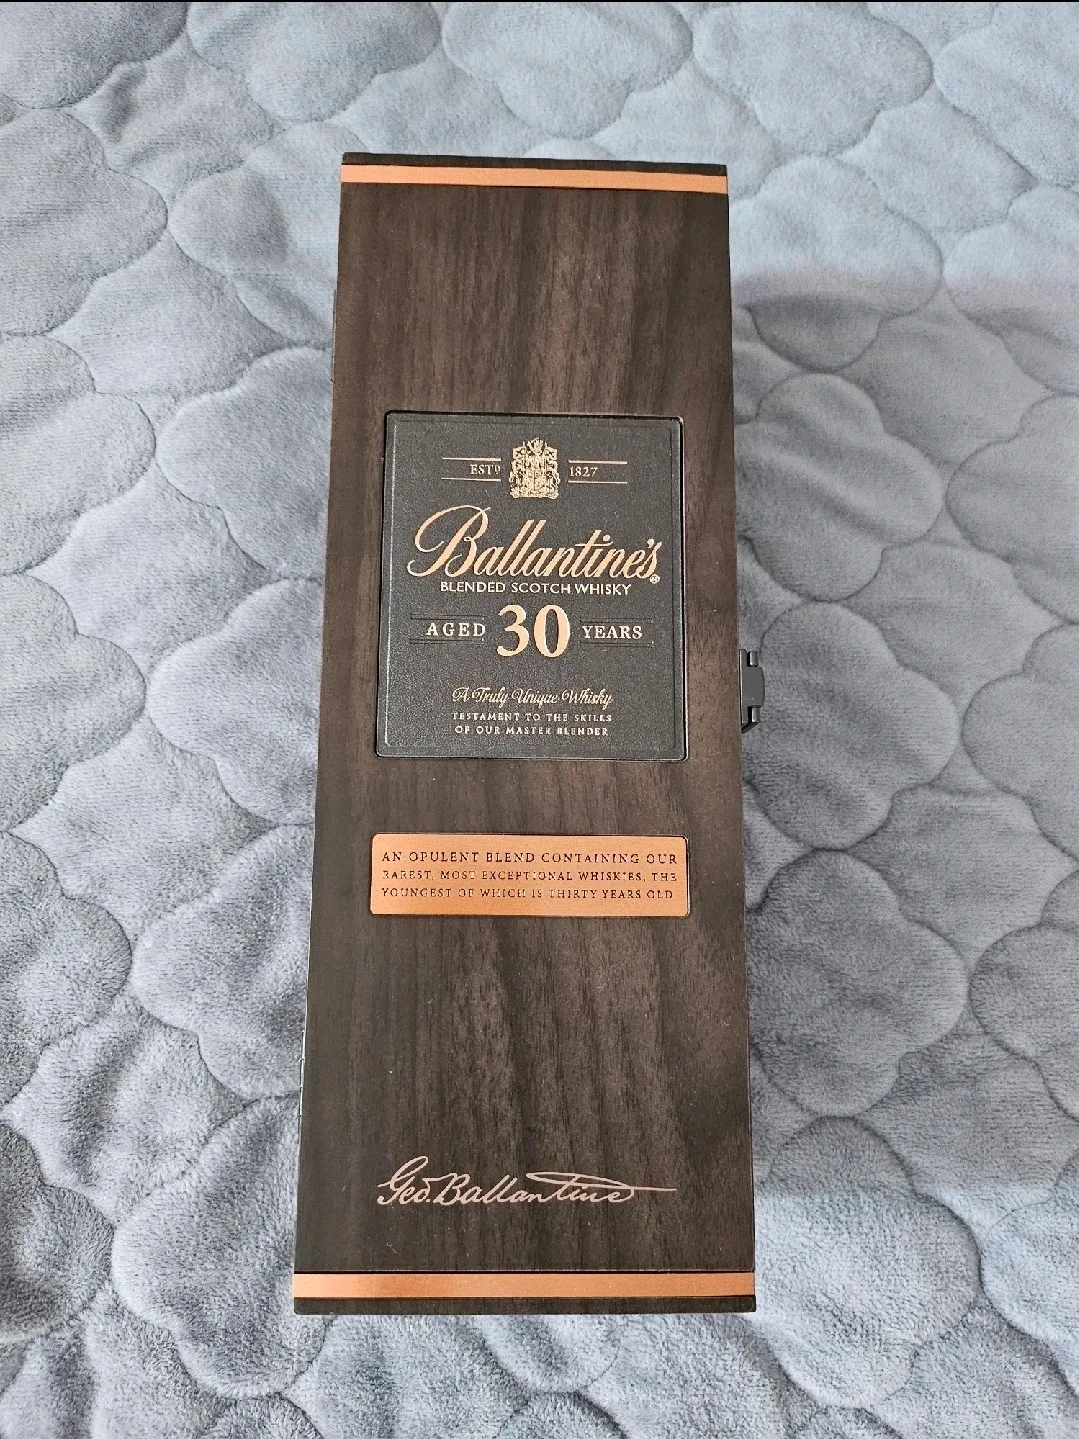 ESTD 1827
Ballantine's®
BLENDED SCOTCH WHISKY
AGED 30 YEARS
A Truly Unique Whisky
TESTAMENT TO THE SKILLS
OF OUR MASTER BLENDER
AN OPULENT BLEND CONTAINING OUR
RAREST, MOST EXCEPTIONAL WHISKIES, THE
YOUNGEST OF WHICH IS THIRTY YEARS OLD
Geo. Ballantine